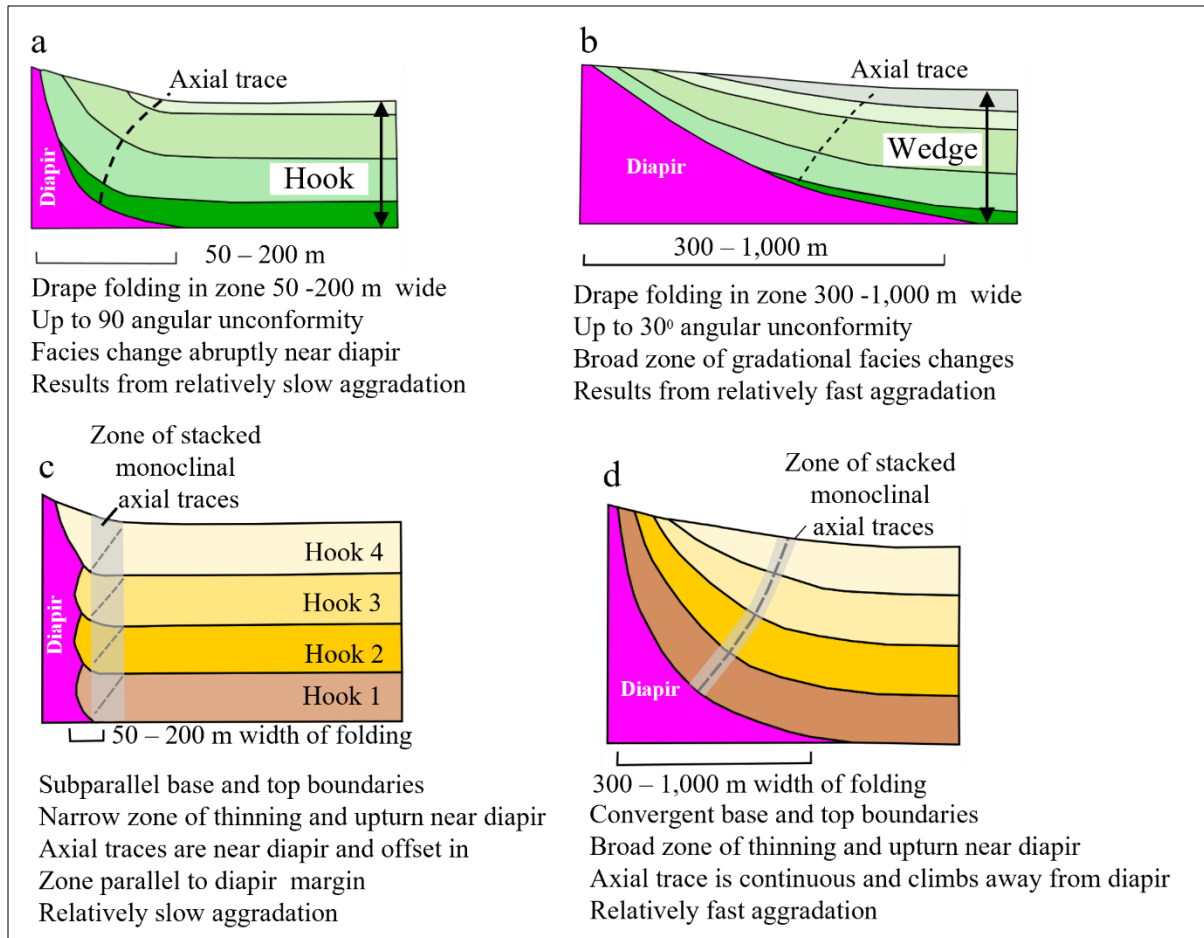 a
Axial trace
Diapir
Hook
50 – 200 m
Drape folding in zone 50 -200 m wide
Up to 90 angular unconformity
Facies change abruptly near diapir
Results from relatively slow aggradation
b
Axial trace
Diapir
Wedge
300 – 1,000 m
Drape folding in zone 300 -1,000 m wide
Up to 30⁰ angular unconformity
Broad zone of gradational facies changes
Results from relatively fast aggradation
c
Zone of stacked
monoclinal
axial traces
Diapir
Hook 4
Hook 3
Hook 2
Hook 1
50 – 200 m width of folding
Subparallel base and top boundaries
Narrow zone of thinning and upturn near diapir
Axial traces are near diapir and offset in
Zone parallel to diapir margin
Relatively slow aggradation
d
Zone of stacked
monoclinal
axial traces
Diapir
300 – 1,000 m width of folding
Convergent base and top boundaries
Broad zone of thinning and upturn near diapir
Axial trace is continuous and climbs away from diapir
Relatively fast aggradation